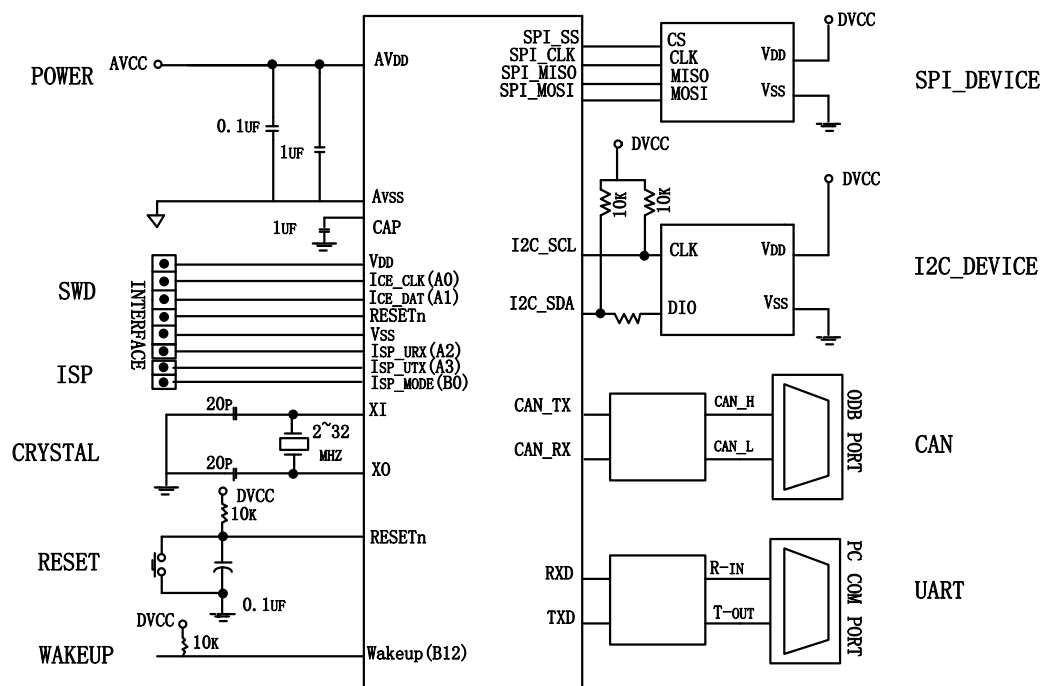 POWER
AVCC
AVDD
0.1UF
1UF
AVSS
1UF
CAP
SWD
ISP
INTERFACE
VDD
ICE_CLK(A0)
ICE_DAT(A1)
RESETn
VSS
ISP_URX(A2)
ISP_UTX(A3)
ISP_MODE(B0)
CRYSTAL
20P
XI
2~32
MHZ
20P
XO
RESET
DVCC
10K
RESETn
0.1UF
WAKEUP
DVCC
10K
Wakeup(B12)
SPI_SS
SPI_CLK
SPI_MISO
SPI_MOSI
CS
CLK
MISO
MOSI
VDD
VSS
DVCC
SPI_DEVICE
DVCC
10K
10K
I2C_SCL
I2C_SDA
CLK
DIO
VDD
VSS
DVCC
I2C_DEVICE
CAN_TX
CAN_RX
CAN_H
CAN_L
ODB PORT
CAN
RXD
TXD
R-IN
T-OUT
PC COM PORT
UART